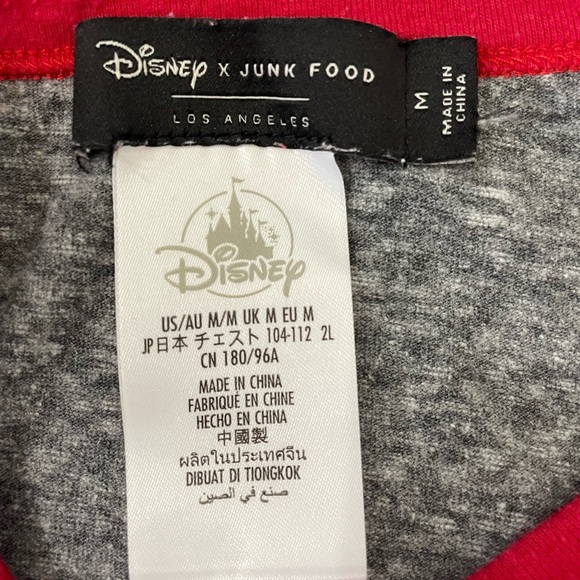 Disney X JUNK FOOD
LOS ANGELES
M
MADE IN
CHINA
Disney
US/AU M/M UK M EU M
JP日本 チェスト 104-112 2L
CN 180/96A
MADE IN CHINA
FABRIQUÉ EN CHINE
HECHO EN CHINA
中國製
ผลิตในประเทศจีน
DIBUAT DI TIONGKOK
صنع في الصين